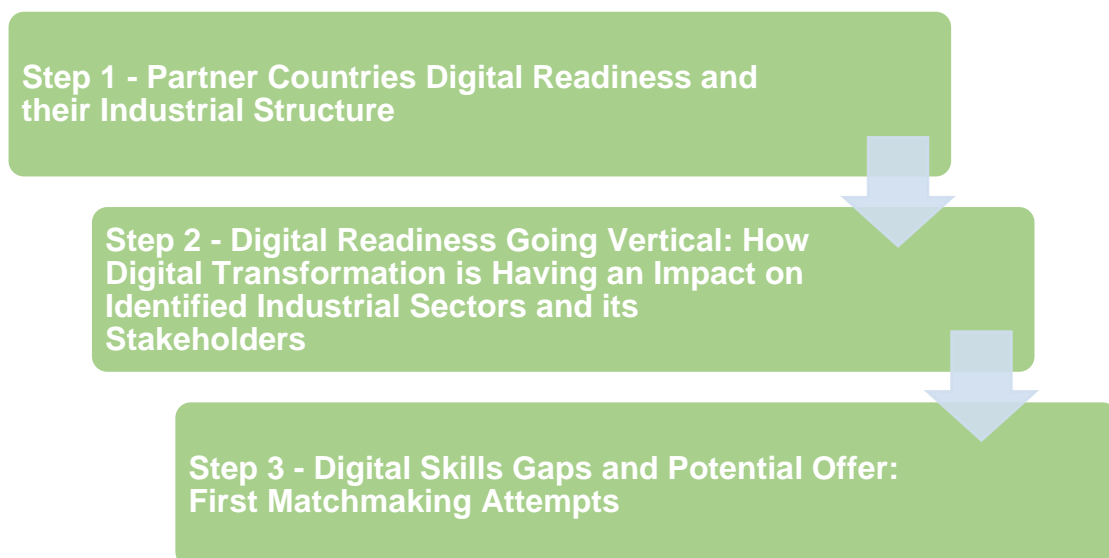 Step 1 - Partner Countries Digital Readiness and
their Industrial Structure
Step 2 - Digital Readiness Going Vertical: How
Digital Transformation is Having an Impact on
Identified Industrial Sectors and its
Stakeholders
Step 3 - Digital Skills Gaps and Potential Offer:
First Matchmaking Attempts